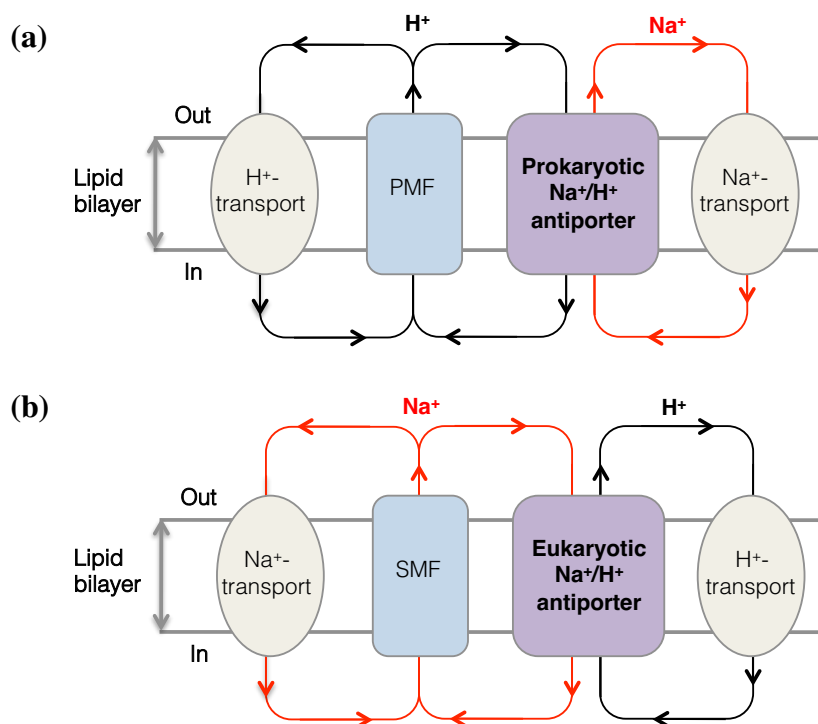 (a)
H⁺
Na⁺
Out
Lipid
bilayer
In
H⁺-
transport
PMF
Prokaryotic
Na⁺/H⁺
antiporter
Na⁺-
transport
(b)
Na⁺
H⁺
Out
Lipid
bilayer
In
Na⁺-
transport
SMF
Eukaryotic
Na⁺/H⁺
antiporter
H⁺-
transport